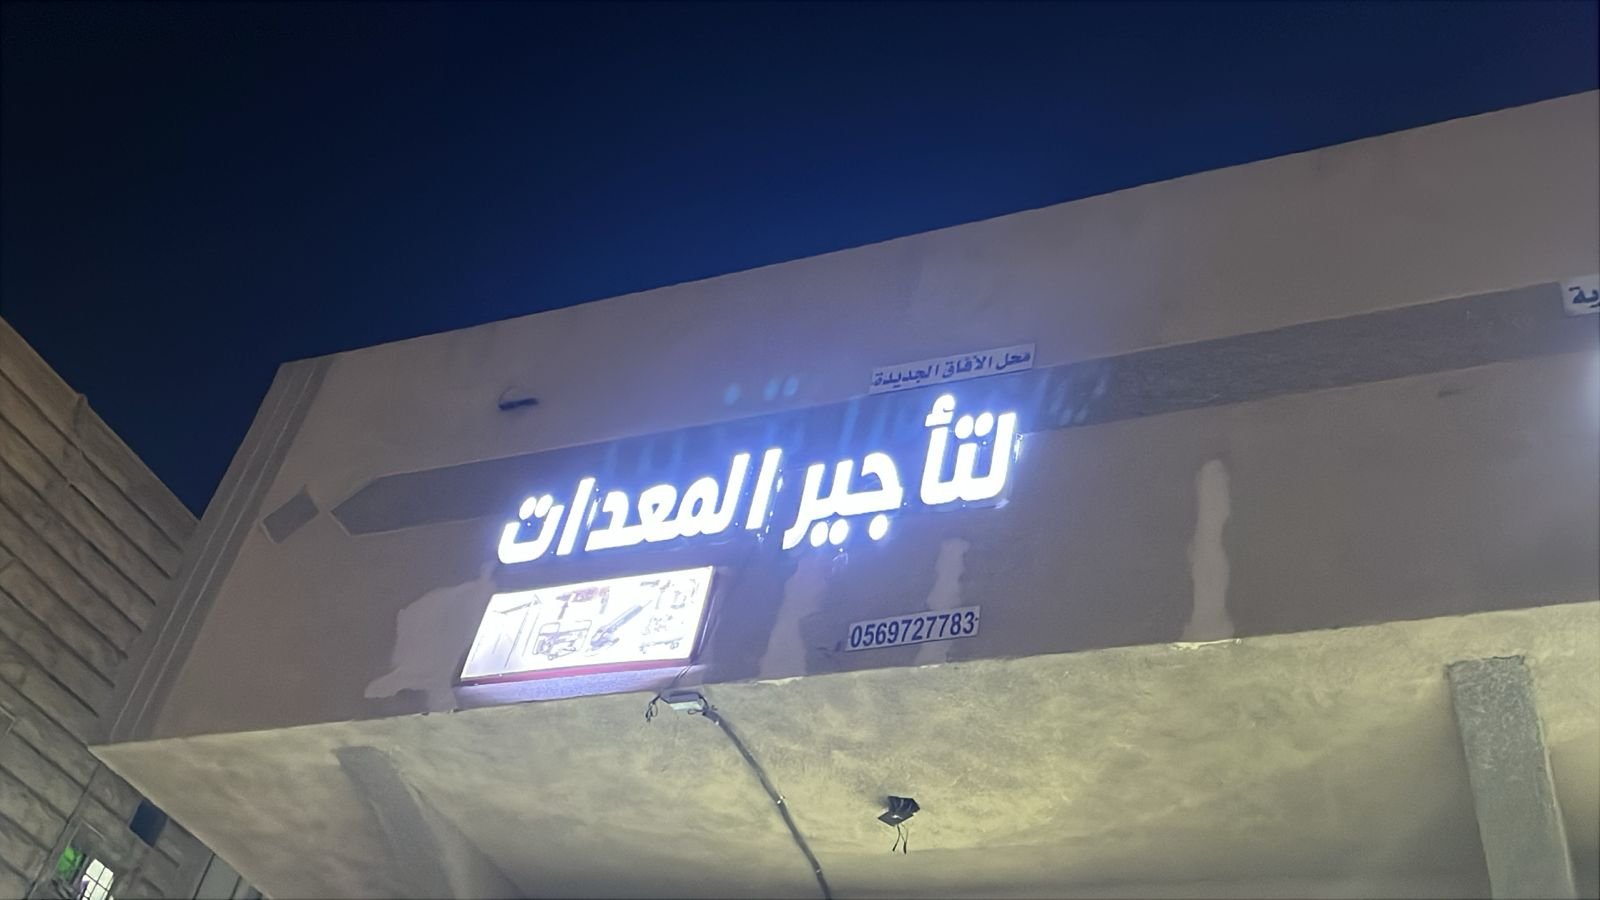 محل الآفاق الجديدة
لتأجير المعدات
0569727783